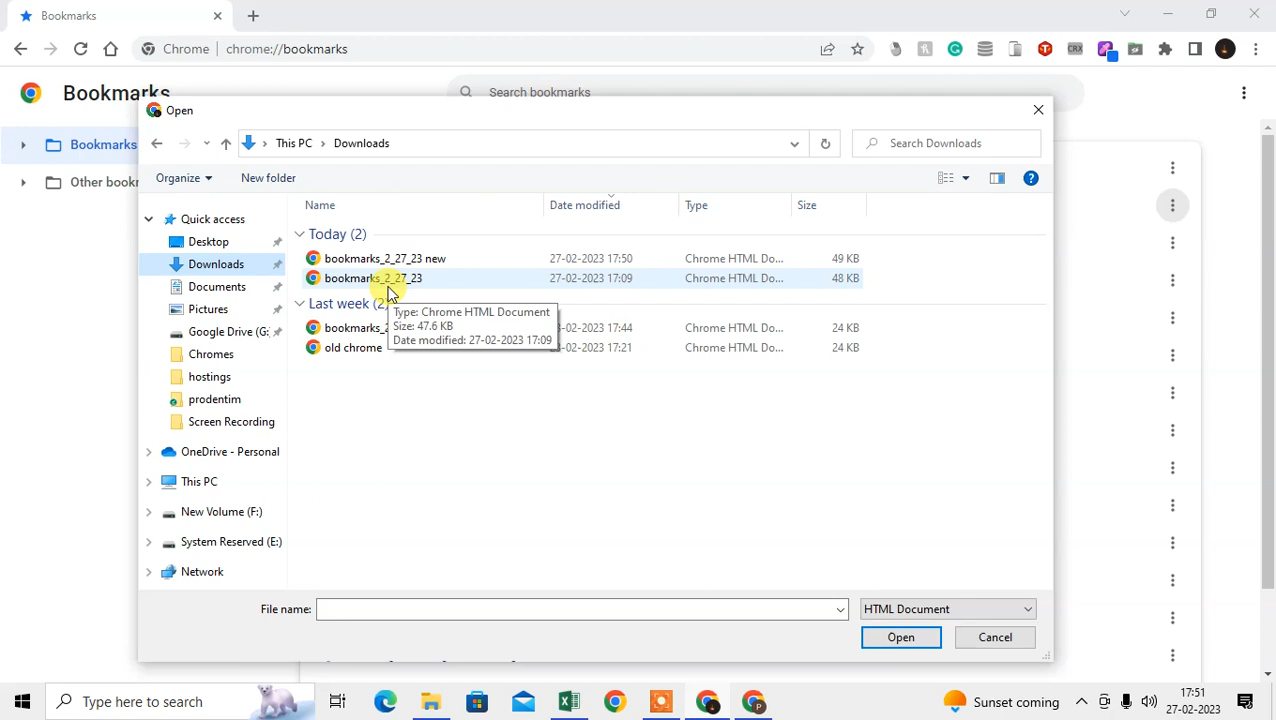 Bookmarks
Chrome
chrome://bookmarks
CRX
Bookmarks
Search bookmarks
Open
Bookmarks
This PC
Downloads
Search Downloads
Organize
New folder
Name
Date modified
Type
Size
Quick access
Desktop
Downloads
Documents
Pictures
Google Drive (G:
Chromes
hostings
prodentim
Screen Recording
OneDrive - Personal
This PC
New Volume (F:)
System Reserved (E:)
Network
Today (2)
bookmarks_2_27_23 new
27-02-2023 17:50
Chrome HTML Do...
49 KB
bookmarks_2_27_23
27-02-2023 17:09
Chrome HTML Do...
48 KB
Last week (2)
Type: Chrome HTML Document
Size: 47.6 KB
Date modified: 27-02-2023 17:09
-02-2023 17:44
Chrome HTML Do...
24 KB
old chrome
-02-2023 17:21
Chrome HTML Do...
24 KB
File name:
HTML Document
Open
Cancel
Type here to search
P
Sunset coming
17:51
27-02-2023